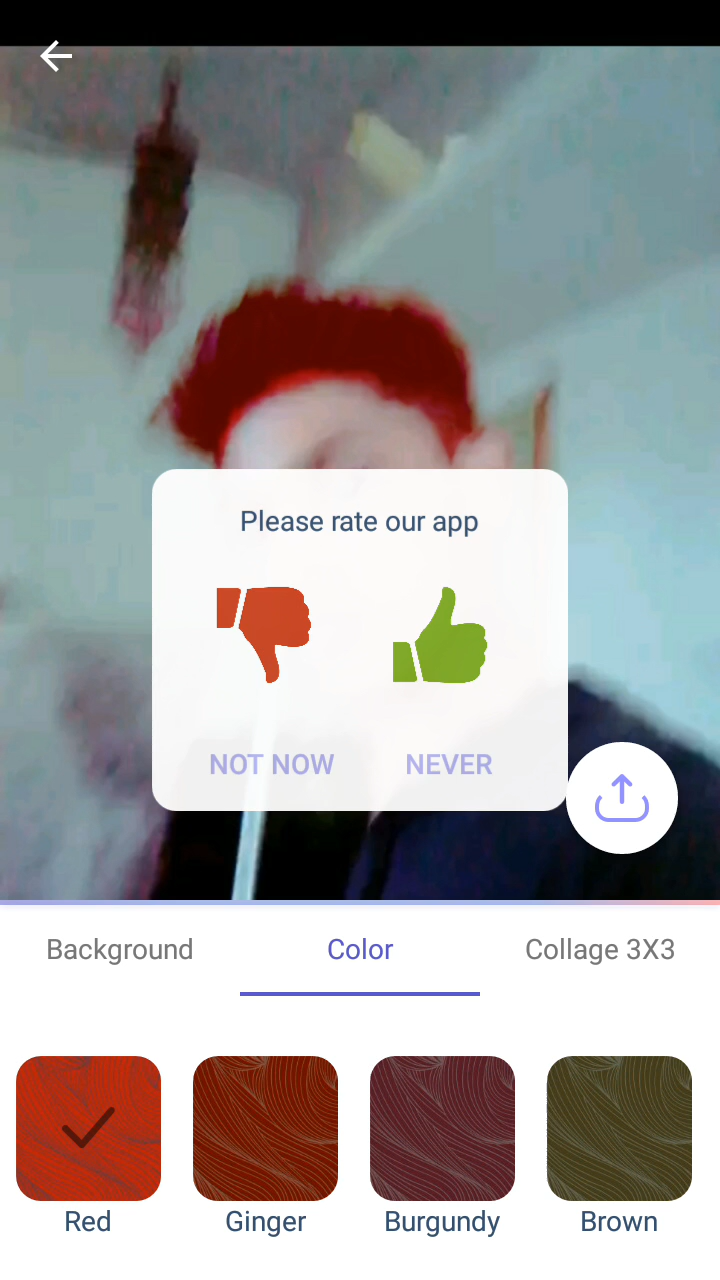 Please rate our app
NOT NOW NEVER
Background Color Collage 3X3
Red Ginger Burgundy Brown